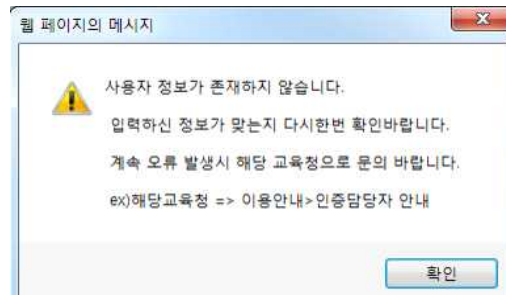 웹 페이지의 메시지
사용자 정보가 존재하지 않습니다.
입력하신 정보가 맞는지 다시한번 확인바랍니다.
계속 오류 발생시 해당 교육청으로 문의 바랍니다.
ex)해당교육청 => 이용안내>인증담당자 안내
확인